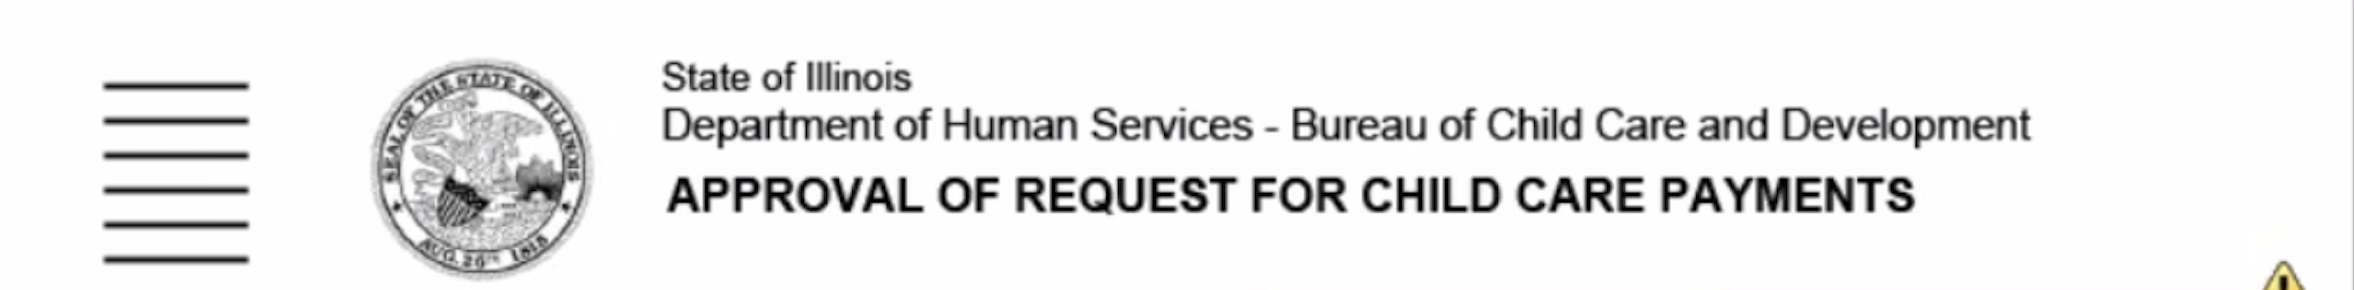 State of Illinois
Department of Human Services - Bureau of Child Care and Development
APPROVAL OF REQUEST FOR CHILD CARE PAYMENTS
SEAL OF THE STATE OF ILLINOIS
AUG. 26TH 1818